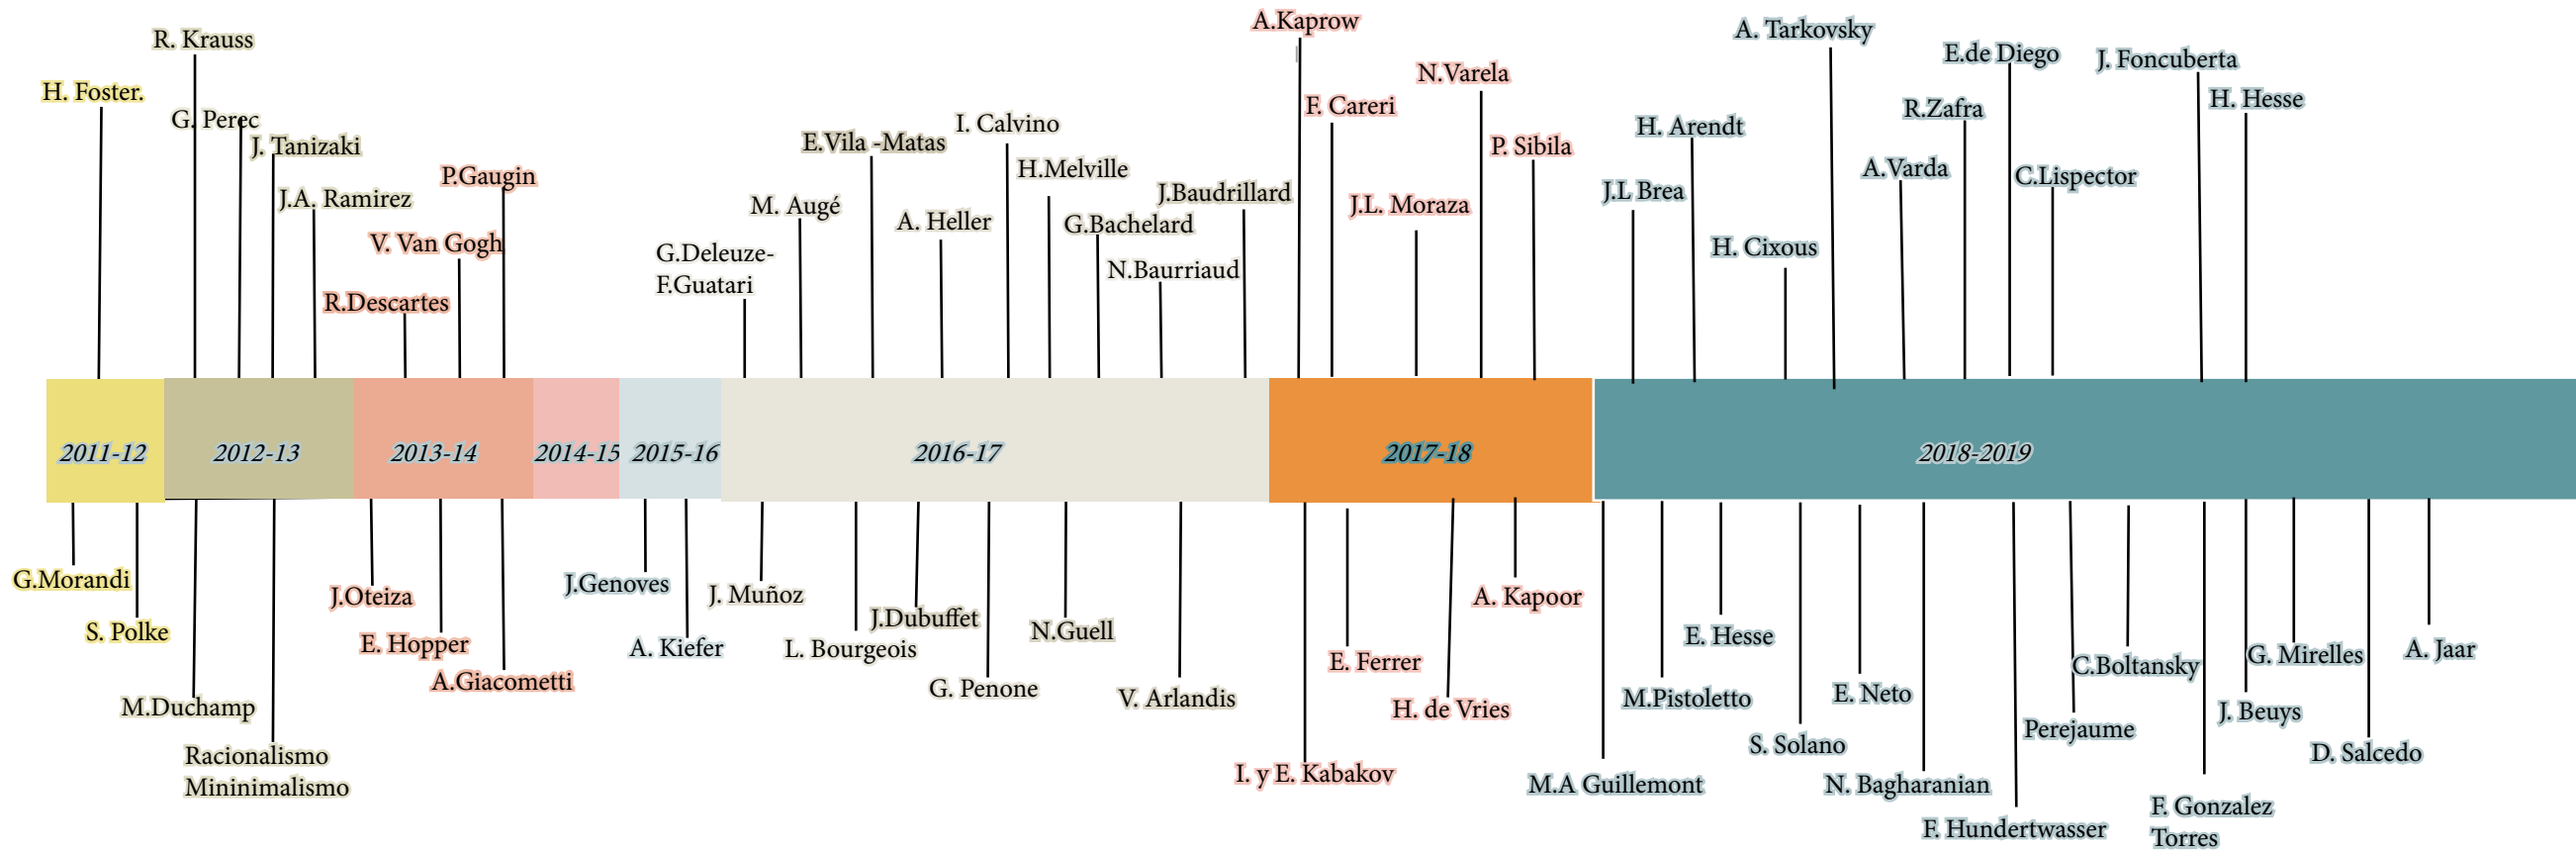 A.Kaprow
A. Tarkovsky
R. Krauss
E.de Diego
J. Foncuberta
N.Varela
H. Foster.
H. Hesse
F. Careri
R.Zafra
G. Perec
I. Calvino
H. Arendt
J. Tanizaki
E.Vila -Matas
P. Sibila
H.Melville
A.Varda
P.Gaugin
C.Lispector
J.Baudrillard
J.L Brea
J.A. Ramirez
M. Augé
J.L. Moraza
A. Heller
G.Bachelard
V. Van Gogh
H. Cixous
G.Deleuze-
F.Guatari
N.Baurriaud
R.Descartes
2011-12
2012-13
2013-14
2014-15
2015-16
2016-17
2017-18
2018-2019
G.Morandi
J.Genoves
J.Oteiza
J. Muñoz
A. Kapoor
J.Dubuffet
S. Polke
N.Guell
E. Hesse
E. Hopper
A. Kiefer
L. Bourgeois
A. Jaar
G. Mirelles
E. Ferrer
C.Boltansky
A.Giacometti
G. Penone
E. Neto
V. Arlandis
M.Pistoletto
M.Duchamp
H. de Vries
J. Beuys
Perejaume
S. Solano
D. Salcedo
Racionalismo
Mininimalismo
I. y E. Kabakov
M.A Guillemont
N. Bagharanian
F. Gonzalez
Torres
F. Hundertwasser